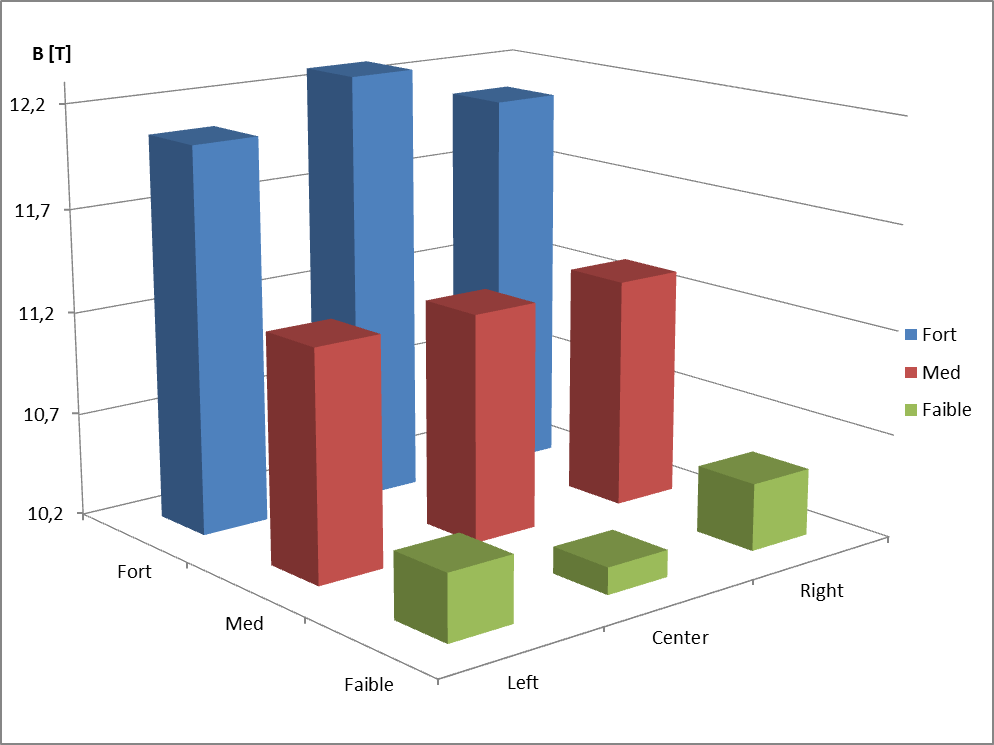 B [T]
12,2
11,7
11,2
10,7
10,2
Fort
Med
Faible
Left
Center
Right
Fort
Med
Faible